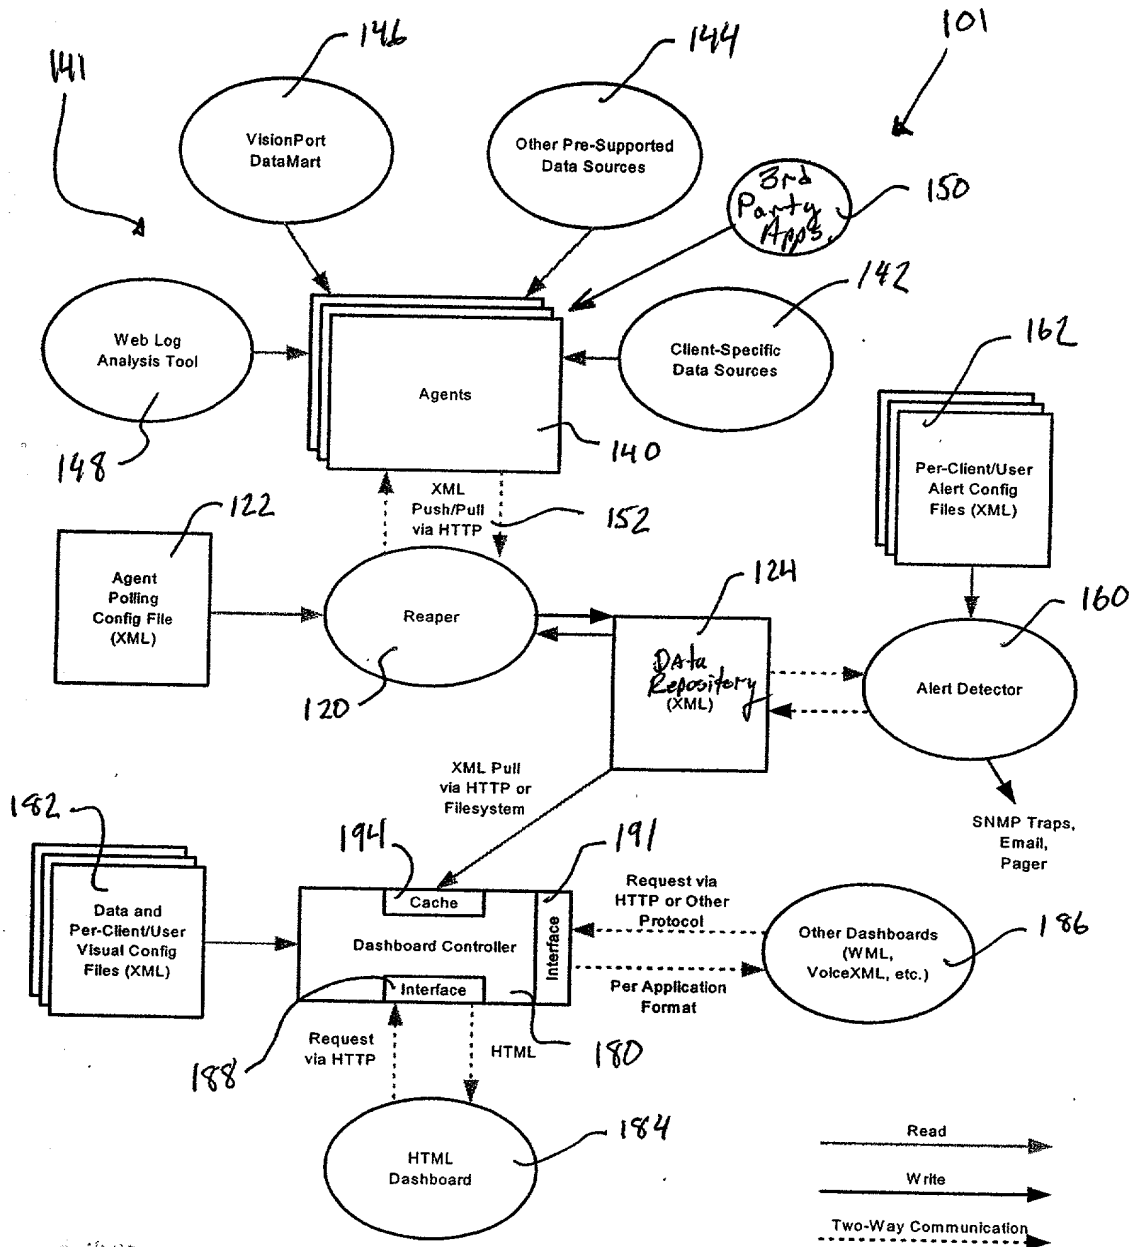 146
144
101
141
VisionPort
DataMart
Other Pre-Supported
Data Sources
3rd
Party
Apps.
150
142
Web Log
Analysis Tool
Client-Specific
Data Sources
162
Agents
148
140
Per-Client/User
Alert Config
Files (XML)
XML
Push/Pull
via HTTP
152
122
Agent
Polling
Config File
(XML)
Reaper
124
160
DAta
Repository
(XML)
Alert Detector
120
XML Pull
via HTTP or
Filesystem
SNMP Traps,
Email,
Pager
182
194
191
Data and
Per-Client/User
Visual Config
Files (XML)
Cache
Dashboard Controller
Interface
Interface
Request via
HTTP or Other
Protocol
Per Application
Format
Other Dashboards
(WML,
VoiceXML, etc.)
186
Request
via HTTP
HTML
180
188
184
HTML
Dashboard
Read
Write
Two-Way Communication